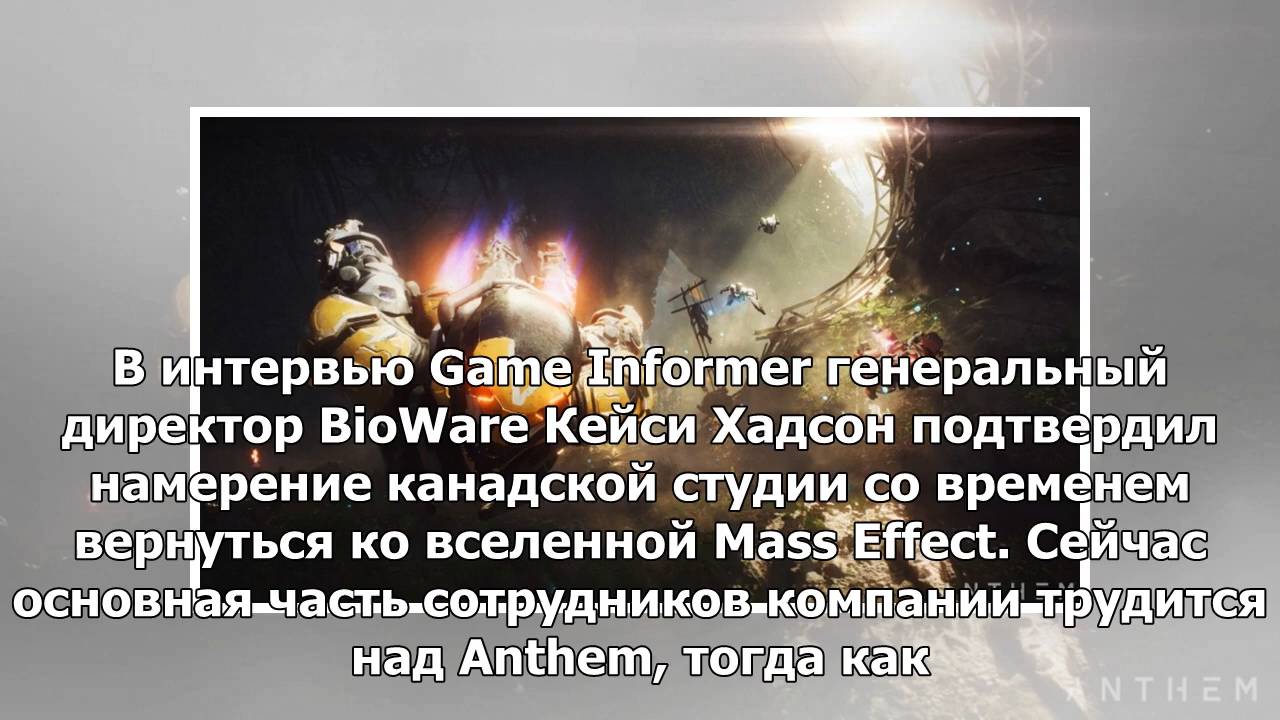 В интервью Game Informer генеральный
директор BioWare Кейси Хадсон подтвердил
намерение канадской студии со временем
вернуться ко вселенной Mass Effect. Сейчас
основная часть сотрудников компании трудится
над Anthem, тогда как
ANTHEM
ANTHEM